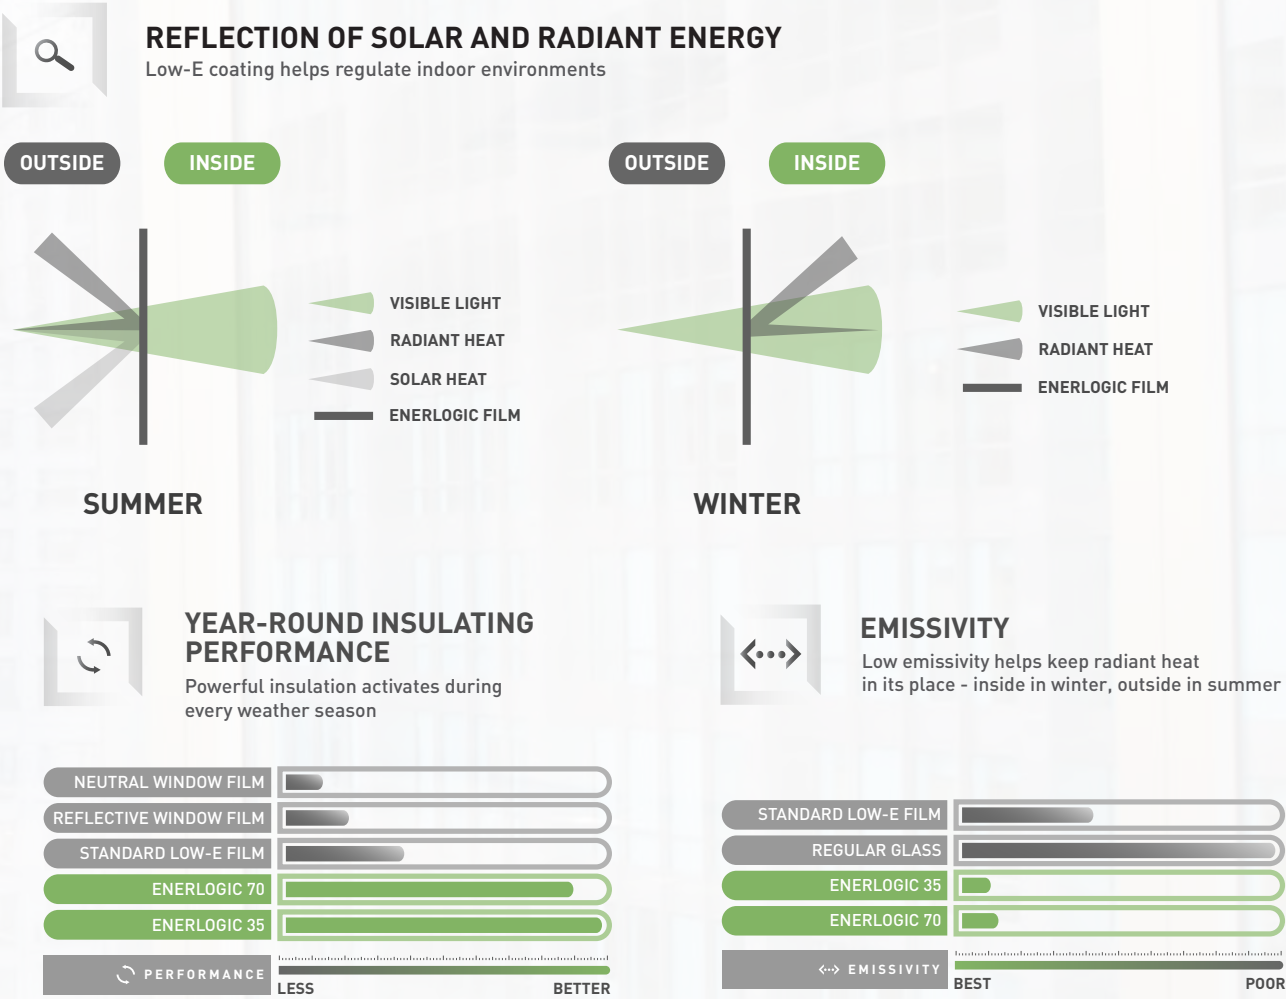 REFLECTION OF SOLAR AND RADIANT ENERGY
Low-E coating helps regulate indoor environments
OUTSIDE
INSIDE
VISIBLE LIGHT
RADIANT HEAT
SOLAR HEAT
ENERLOGIC FILM
SUMMER
OUTSIDE
INSIDE
VISIBLE LIGHT
RADIANT HEAT
ENERLOGIC FILM
WINTER
YEAR-ROUND INSULATING
PERFORMANCE
Powerful insulation activates during
every weather season
NEUTRAL WINDOW FILM
REFLECTIVE WINDOW FILM
STANDARD LOW-E FILM
ENERLOGIC 70
ENERLOGIC 35
PERFORMANCE
LESS
BETTER
EMISSIVITY
Low emissivity helps keep radiant heat
in its place - inside in winter, outside in summer
STANDARD LOW-E FILM
REGULAR GLASS
ENERLOGIC 35
ENERLOGIC 70
EMISSIVITY
BEST
POOR